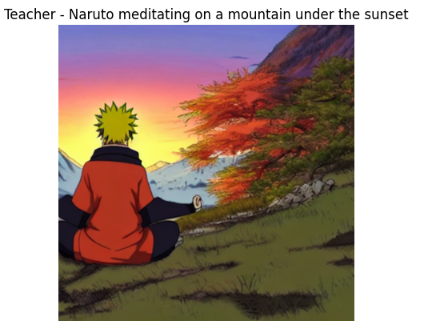 Teacher - Naruto meditating on a mountain under the sunset